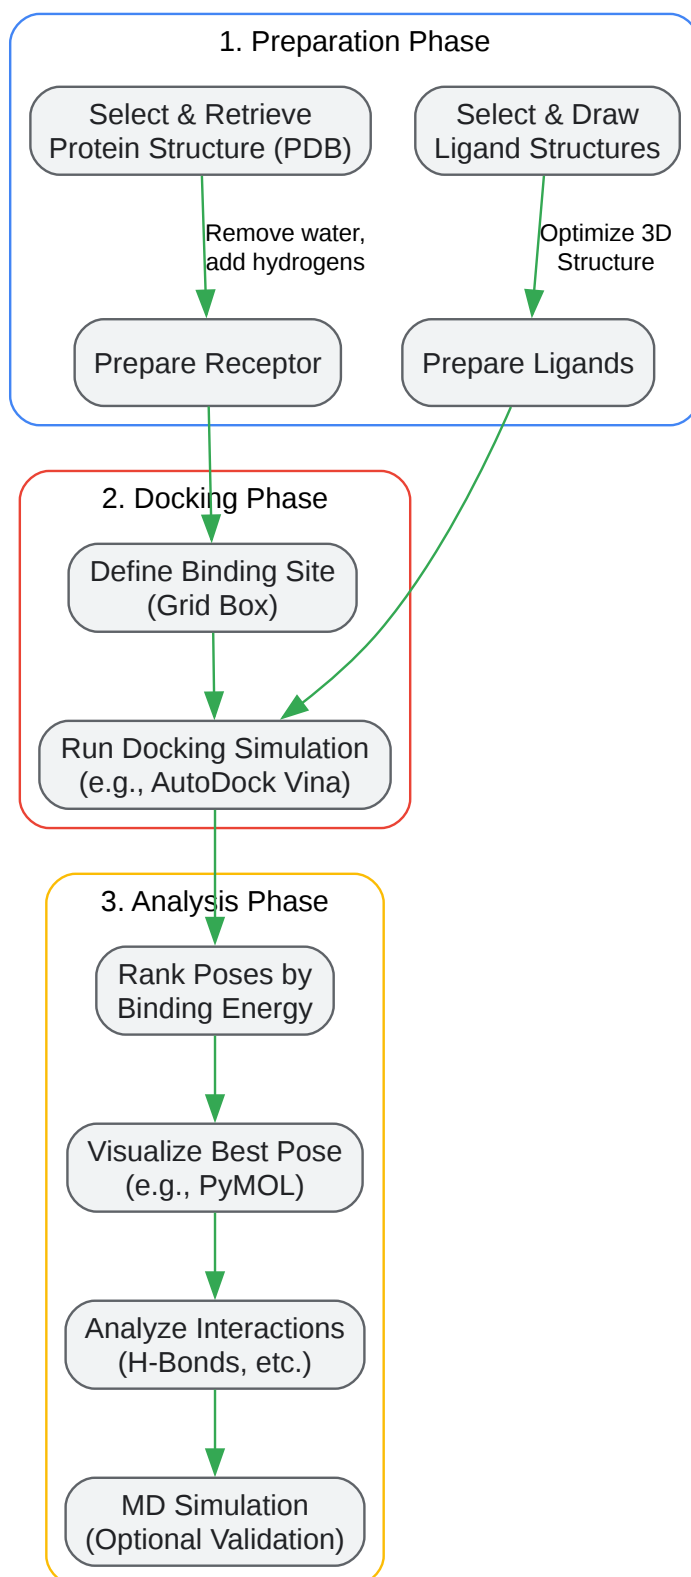 1. Preparation Phase
Select & Retrieve
Protein Structure (PDB)
Select & Draw
Ligand Structures
Remove water,
add hydrogens
Optimize 3D
Structure
Prepare Receptor
Prepare Ligands
2. Docking Phase
Define Binding Site
(Grid Box)
Run Docking Simulation
(e.g., AutoDock Vina)
3. Analysis Phase
Rank Poses by
Binding Energy
Visualize Best Pose
(e.g., PyMOL)
Analyze Interactions
(H-Bonds, etc.)
MD Simulation
(Optional Validation)